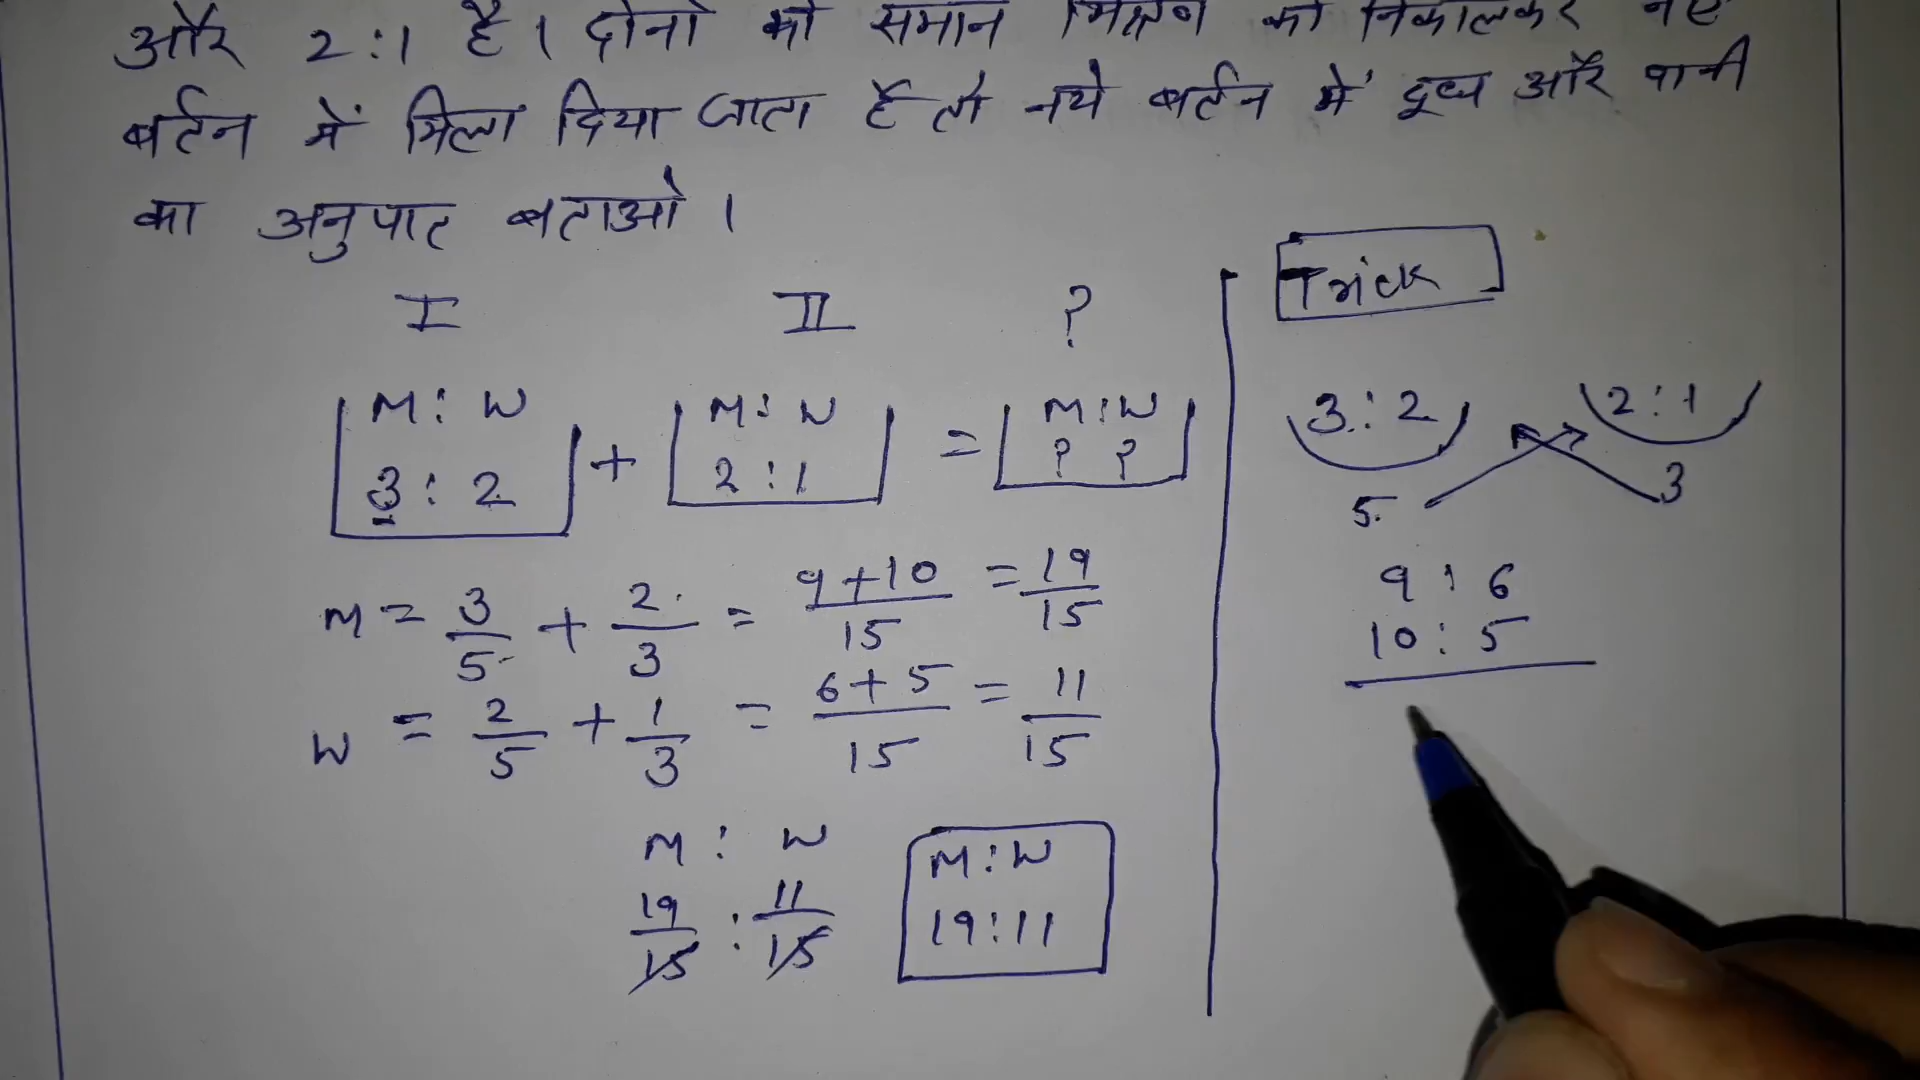 और 2:1 है। दोनों को समान मिश्रण को निकालकर नए
बर्तन में मिला दिया जाता है तो नये बर्तन में दूध और पानी
का अनुपात बताओ।
I II ?
M: W + M: W = M:W
3: 2 2:1 ? ?
M = 3/5 + 2/3 = 9+10/15 = 19/15
W = 2/5 + 1/3 = 6+5/15 = 11/15
M : W
19/15 : 11/15
M:W
19:11
Trick
3:2 2:1
5 3
9 : 6
10:5